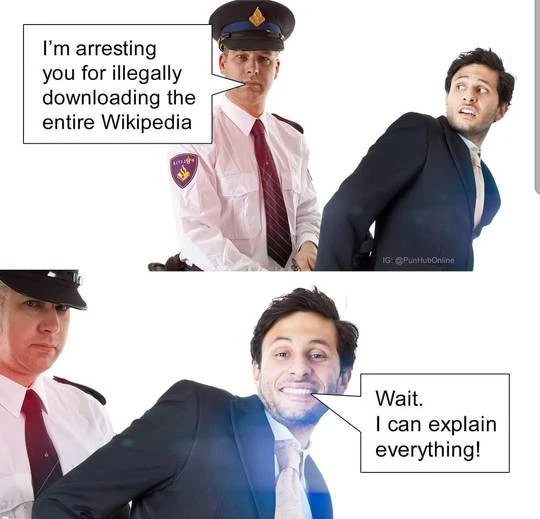 I'm arresting
you for illegally
downloading the
entire Wikipedia
IG: @PunHubOnline
Wait.
I can explain
everything!